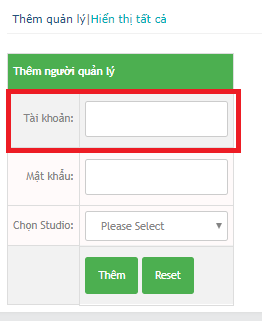 Thêm quản lý|Hiển thị tất cả
Thêm người quản lý
Tài khoản:
Mật khẩu:
Chọn Studio: Please Select
Thêm Reset